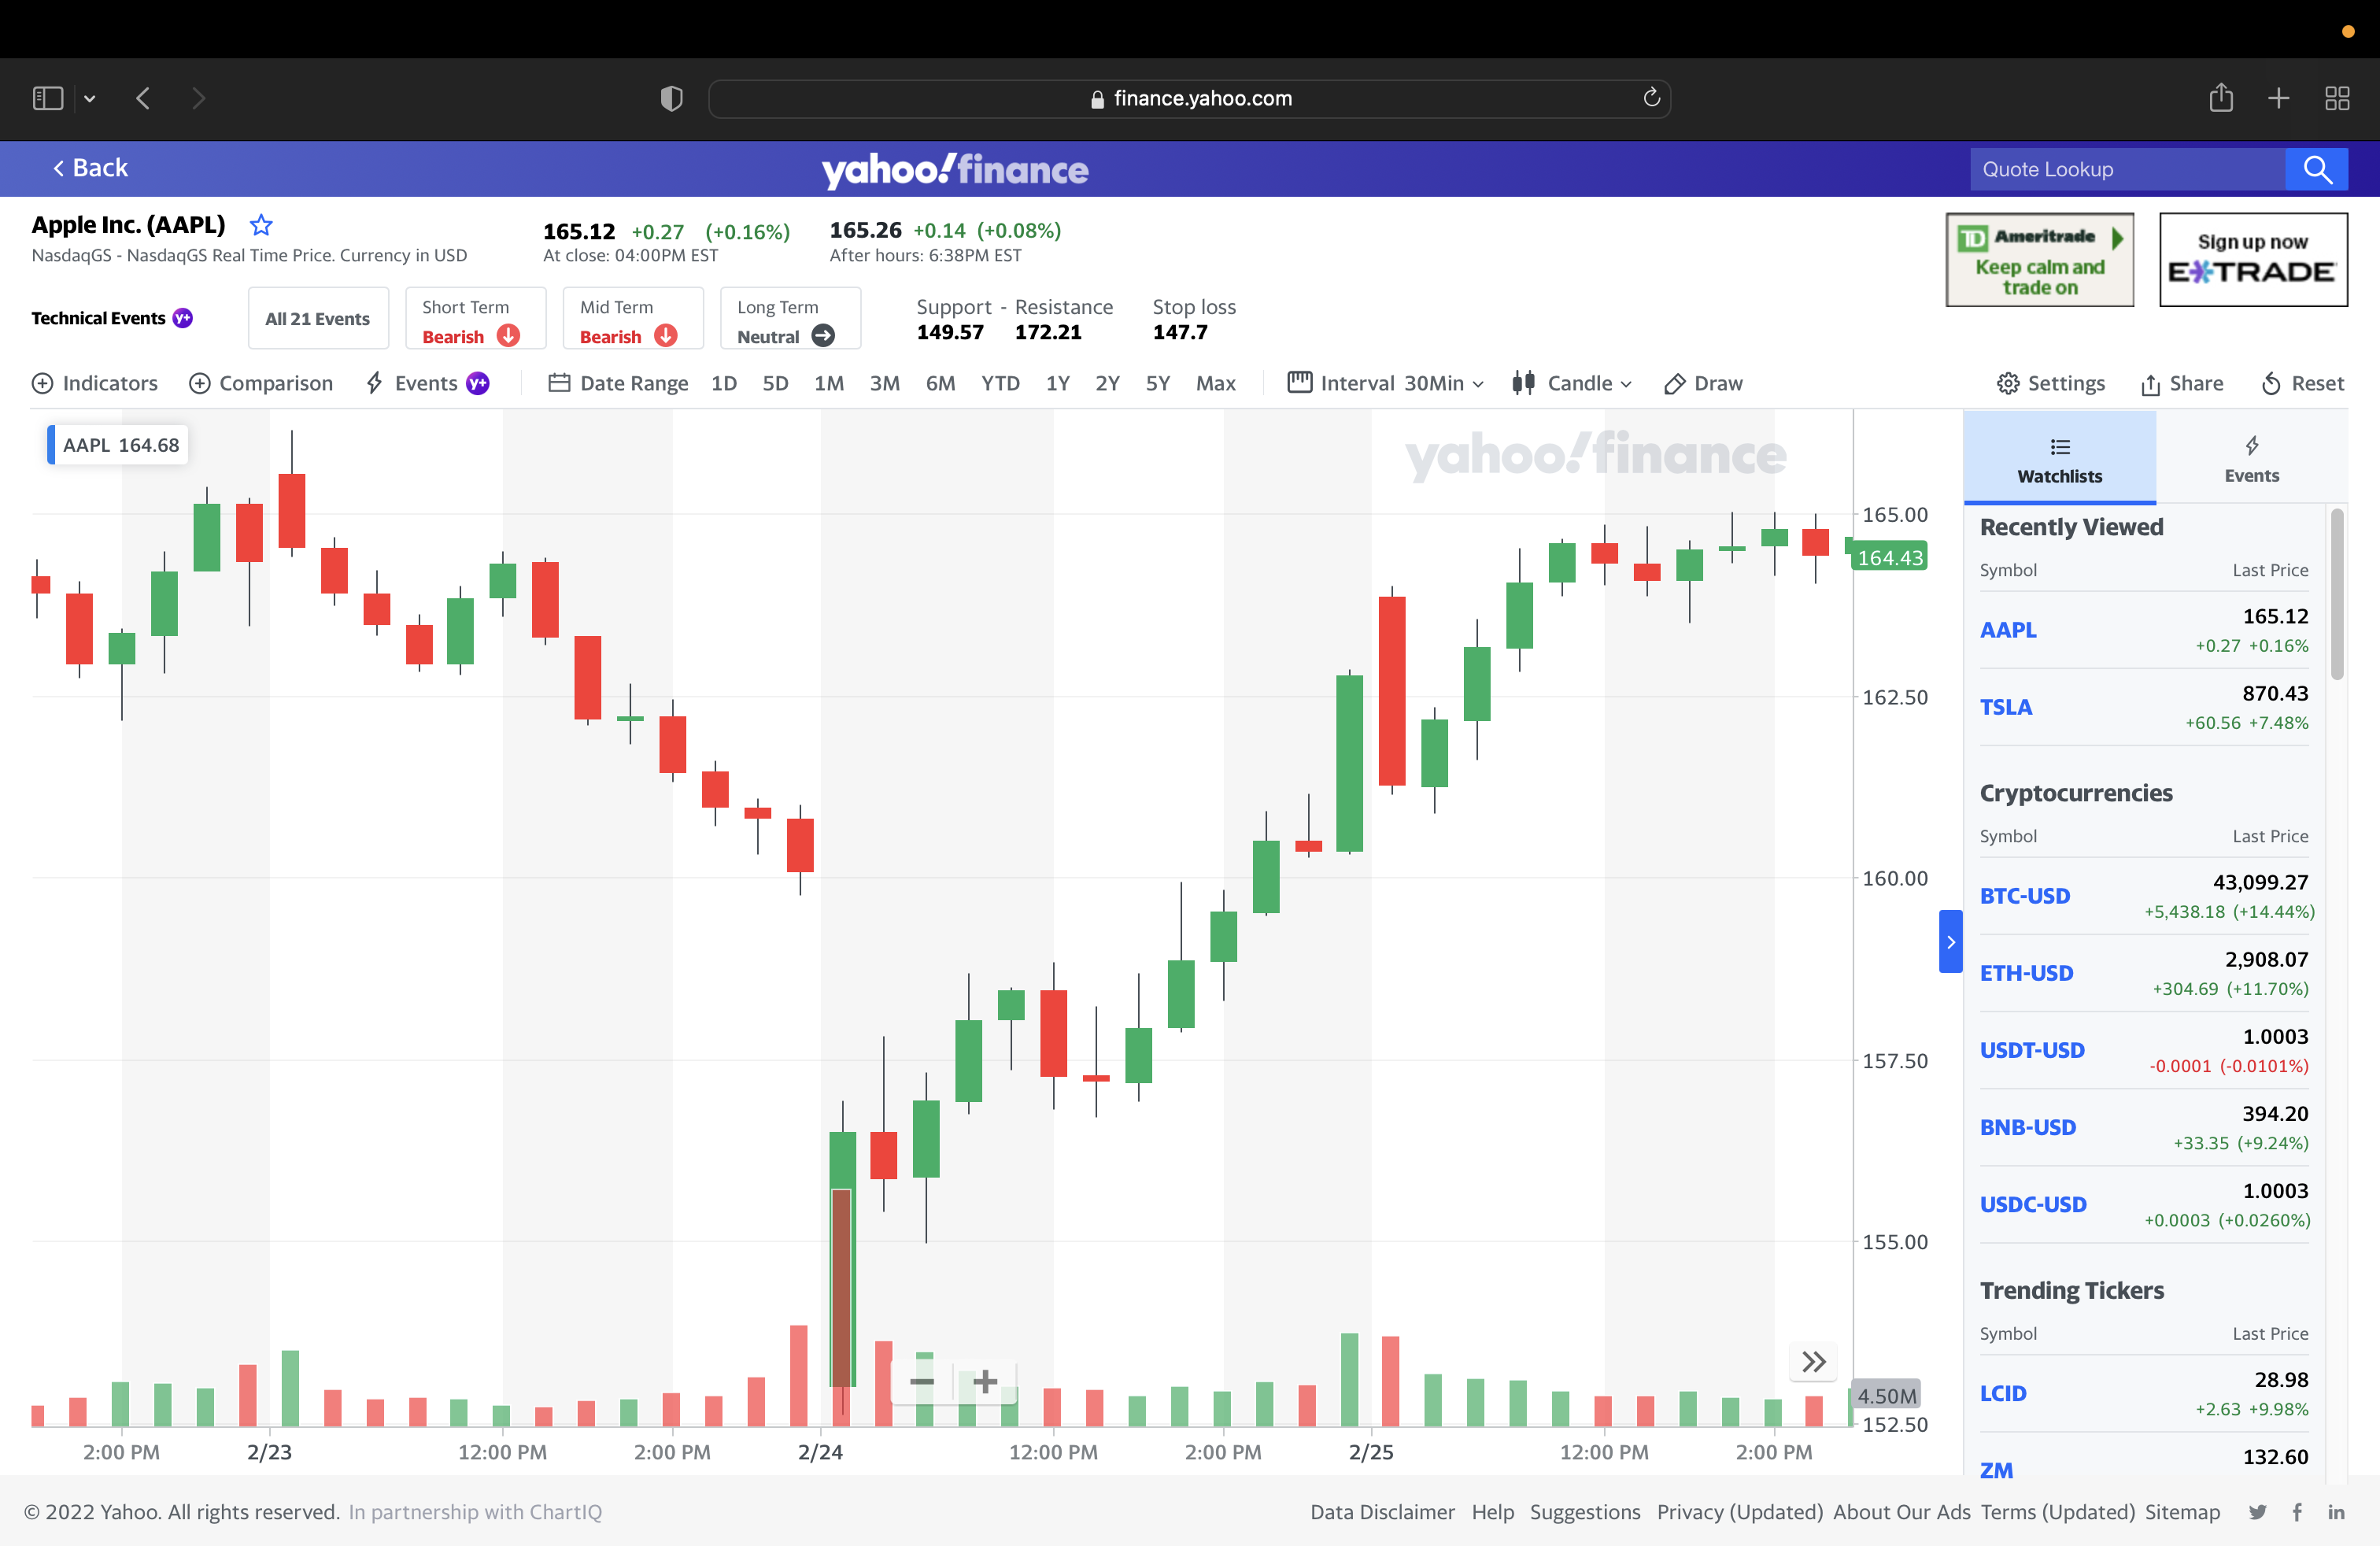 finance.yahoo.com
Back
yahoo!finance
Quote Lookup
Apple Inc. (AAPL)
165.12 +0.27 (+0.16%)
165.26 +0.14 (+0.08%)
NasdaqGS - NasdaqGS Real Time Price. Currency in USD
At close: 04:00PM EST
After hours: 6:38PM EST
TD Ameritrade
Keep calm and
trade on
Sign up now
E*TRADE
Technical Events Y+
All 21 Events
Short Term
Bearish
Mid Term
Bearish
Long Term
Neutral
Support - Resistance
149.57 172.21
Stop loss
147.7
Indicators Comparison Events Y+ Date Range 1D 5D 1M 3M 6M YTD 1Y 2Y 5Y Max Interval 30Min Candle Draw Settings Share Reset
AAPL 164.68
yahoo!finance
165.00
164.43
162.50
160.00
157.50
155.00
4.50M
152.50
2:00 PM 2/23 12:00 PM 2:00 PM 2/24 12:00 PM 2:00 PM 2/25 12:00 PM 2:00 PM
Watchlists
Events
Recently Viewed
Symbol Last Price
AAPL 165.12
+0.27 +0.16%
TSLA 870.43
+60.56 +7.48%
Cryptocurrencies
Symbol Last Price
BTC-USD 43,099.27
+5,438.18 (+14.44%)
ETH-USD 2,908.07
+304.69 (+11.70%)
USDT-USD 1.0003
-0.0001 (-0.0101%)
BNB-USD 394.20
+33.35 (+9.24%)
USDC-USD 1.0003
+0.0003 (+0.0260%)
Trending Tickers
Symbol Last Price
LCID 28.98
+2.63 +9.98%
ZM 132.60
© 2022 Yahoo. All rights reserved. In partnership with ChartIQ
Data Disclaimer Help Suggestions Privacy (Updated) About Our Ads Terms (Updated) Sitemap